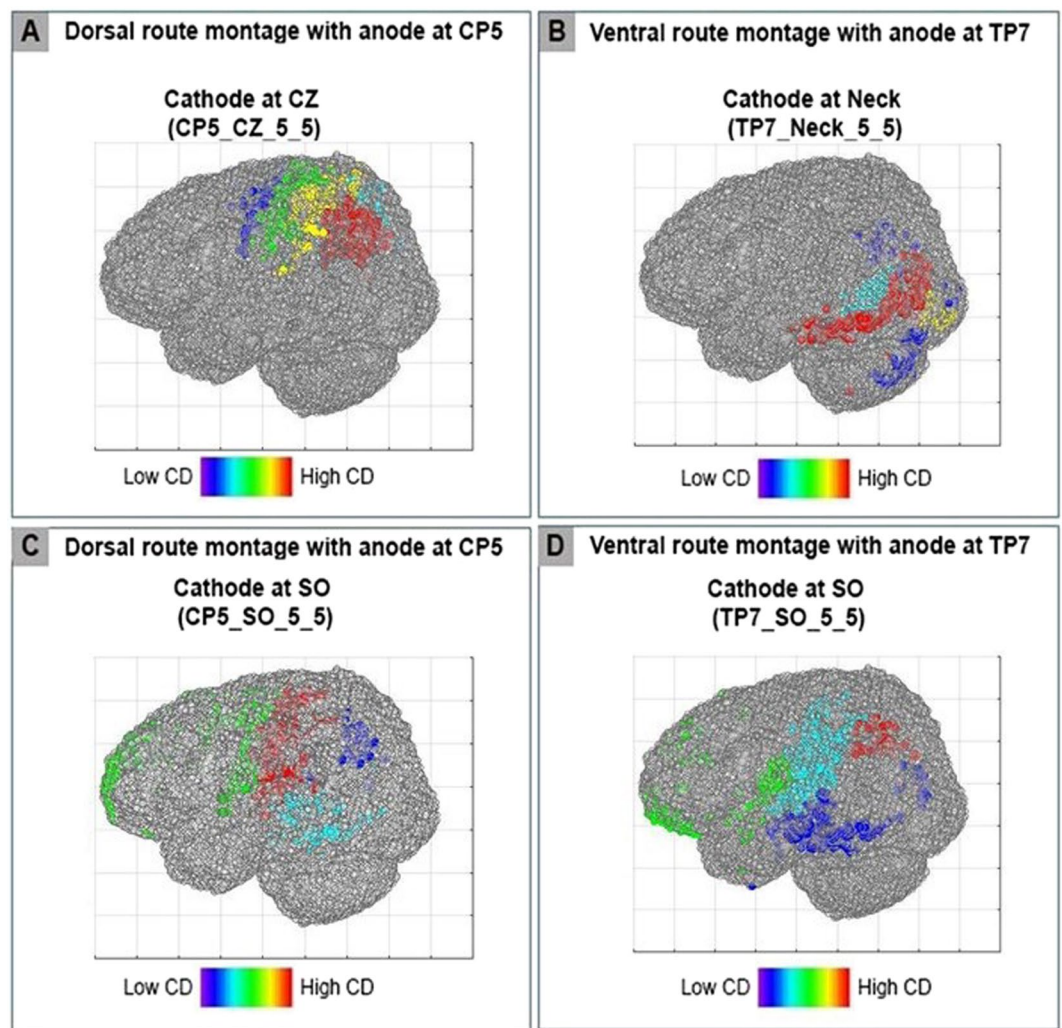 A Dorsal route montage with anode at CP5
Cathode at CZ
(CP5_CZ_5_5)
Low CD High CD
B Ventral route montage with anode at TP7
Cathode at Neck
(TP7_Neck_5_5)
Low CD High CD
C Dorsal route montage with anode at CP5
Cathode at SO
(CP5_SO_5_5)
Low CD High CD
D Ventral route montage with anode at TP7
Cathode at SO
(TP7_SO_5_5)
Low CD High CD